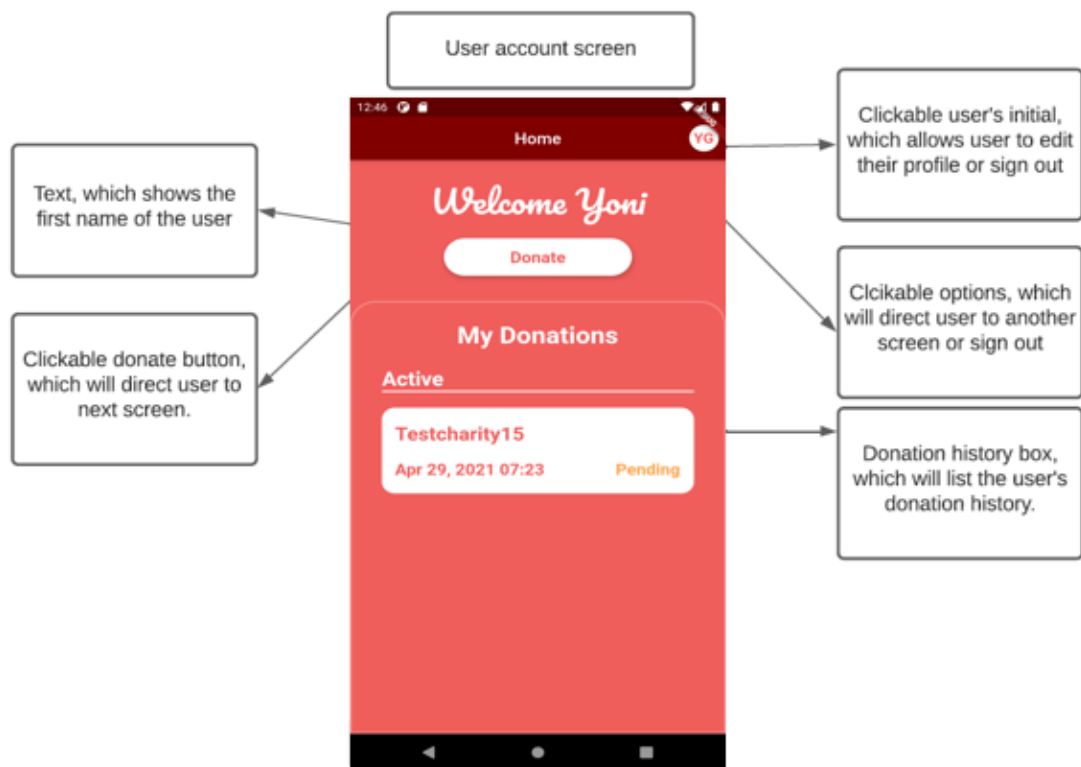 User account screen
12:46
Home
YG
Welcome Yoni
Donate
My Donations
Active
Testcharity15
Apr 29, 2021 07:23 Pending
Text, which shows the
first name of the user
Clickable donate button,
which will direct user to
next screen.
Clickable user's initial,
which allows user to edit
their profile or sign out
Clcikable options, which
will direct user to another
screen or sign out
Donation history box,
which will list the user's
donation history.